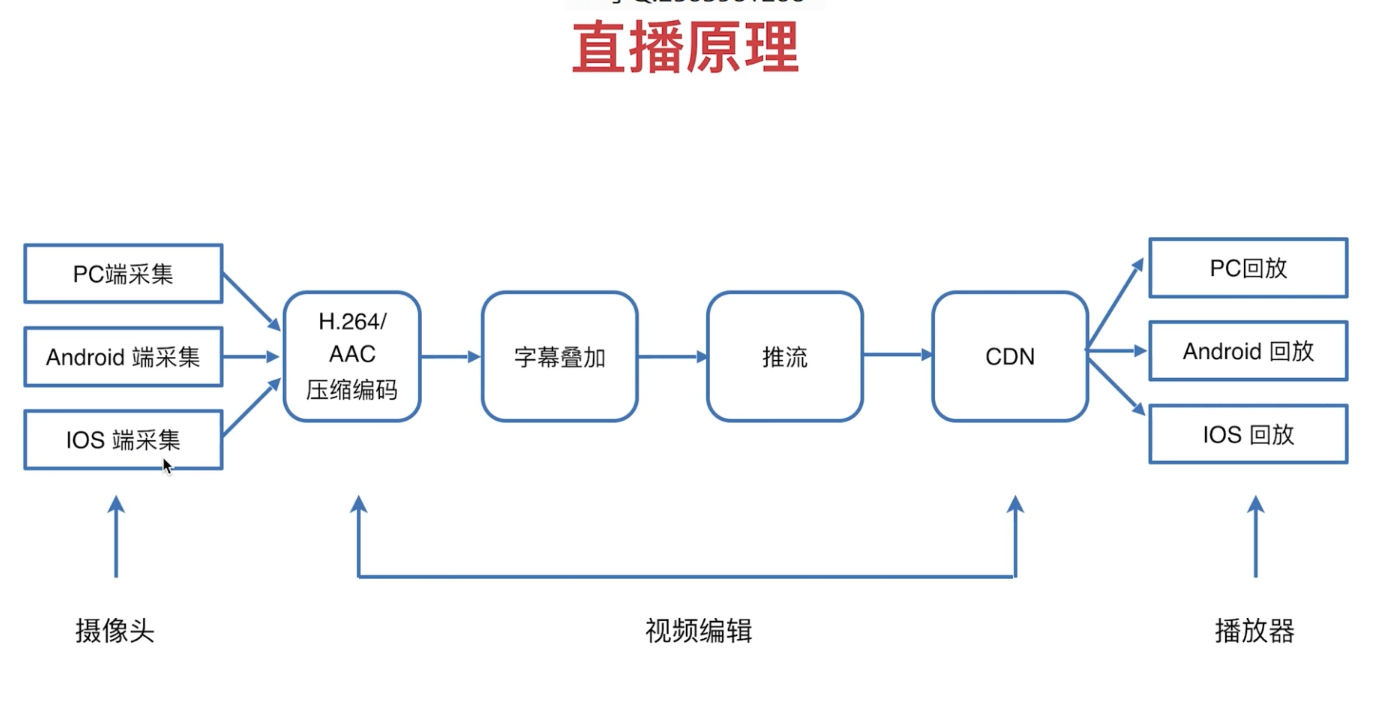 直播原理
PC端采集
Android 端采集
IOS 端采集
H.264/
AAC
压缩编码
字幕叠加
推流
CDN
PC回放
Android 回放
IOS 回放
摄像头
视频编辑
播放器